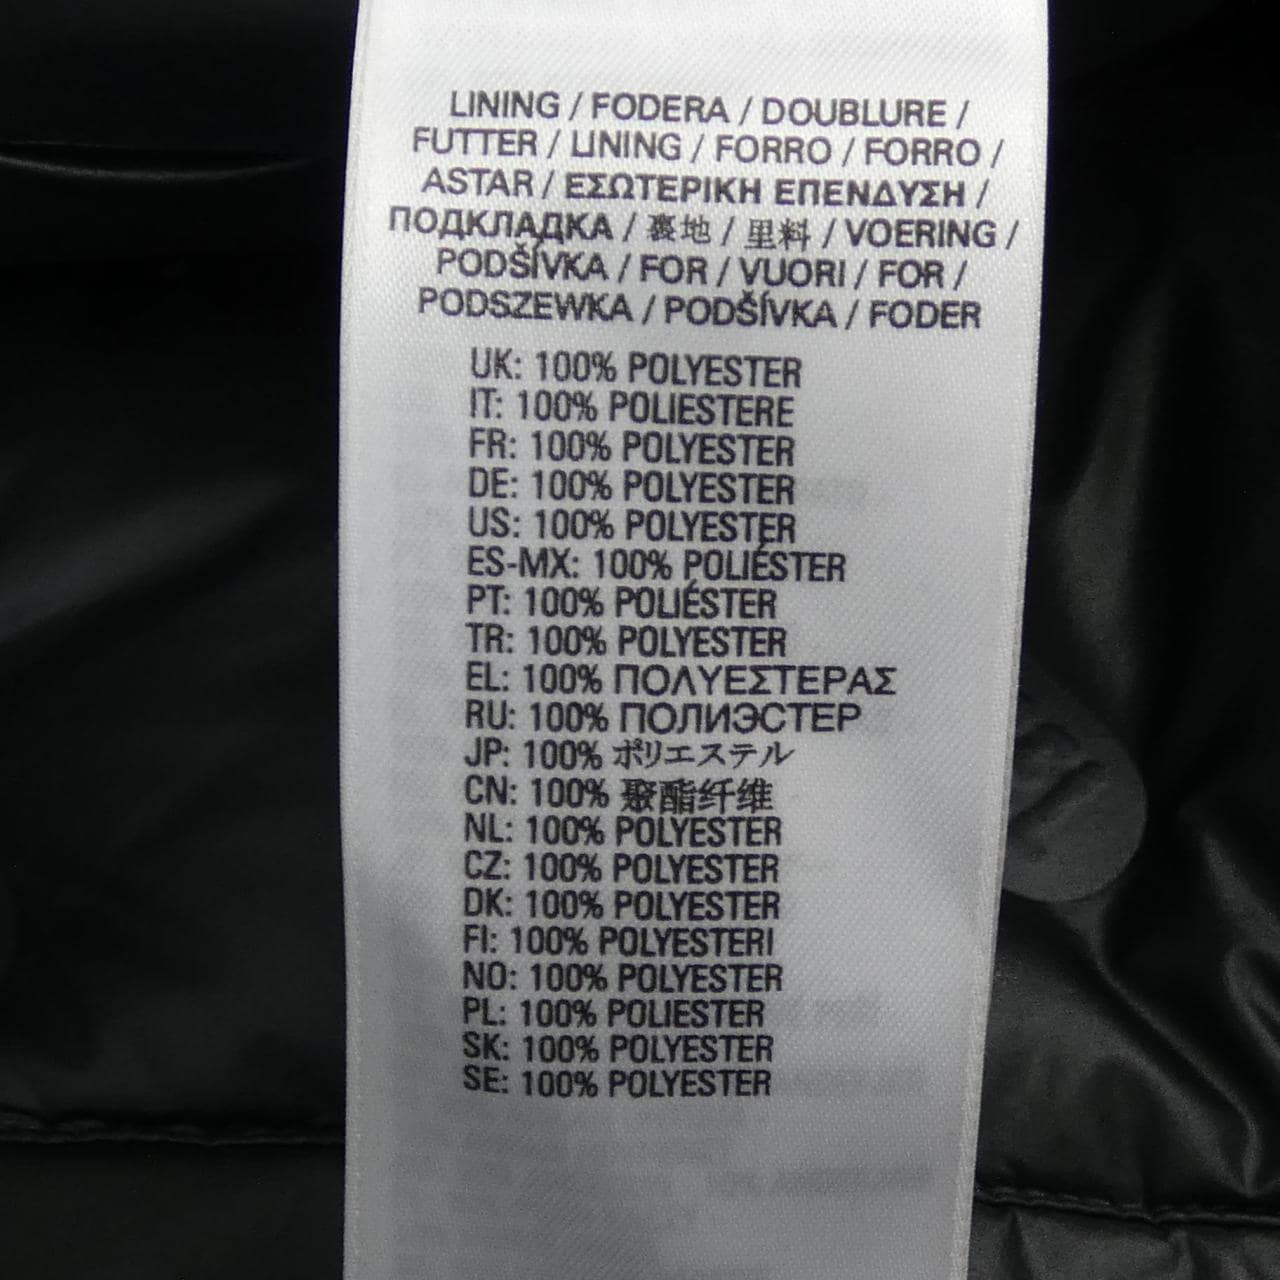 LINING / FODERA / DOUBLURE /
FUTTER / LINING / FORRO / FORRO /
ASTAR / ΕΣΩΤΕΡΙΚΗ ΕΠΕΝΔΥΣΗ /
ПОДКЛАДКА / 裏地 / 里料 / VOERING /
PODŠÍVKA / FOR / VUORI / FOR /
PODSZEWKA / PODŠÍVKA / FODER
UK: 100% POLYESTER
IT: 100% POLIESTERE
FR: 100% POLYESTER
DE: 100% POLYESTER
US: 100% POLYESTER
ES-MX: 100% POLIÉSTER
PT: 100% POLIÉSTER
TR: 100% POLYESTER
EL: 100% ΠΟΛΥΕΣΤΕΡΑΣ
RU: 100% ПОЛИЭСТЕР
JP: 100% ポリエステル
CN: 100% 聚酯纤维
NL: 100% POLYESTER
CZ: 100% POLYESTER
DK: 100% POLYESTER
FI: 100% POLYESTERI
NO: 100% POLYESTER
PL: 100% POLIESTER
SK: 100% POLYESTER
SE: 100% POLYESTER